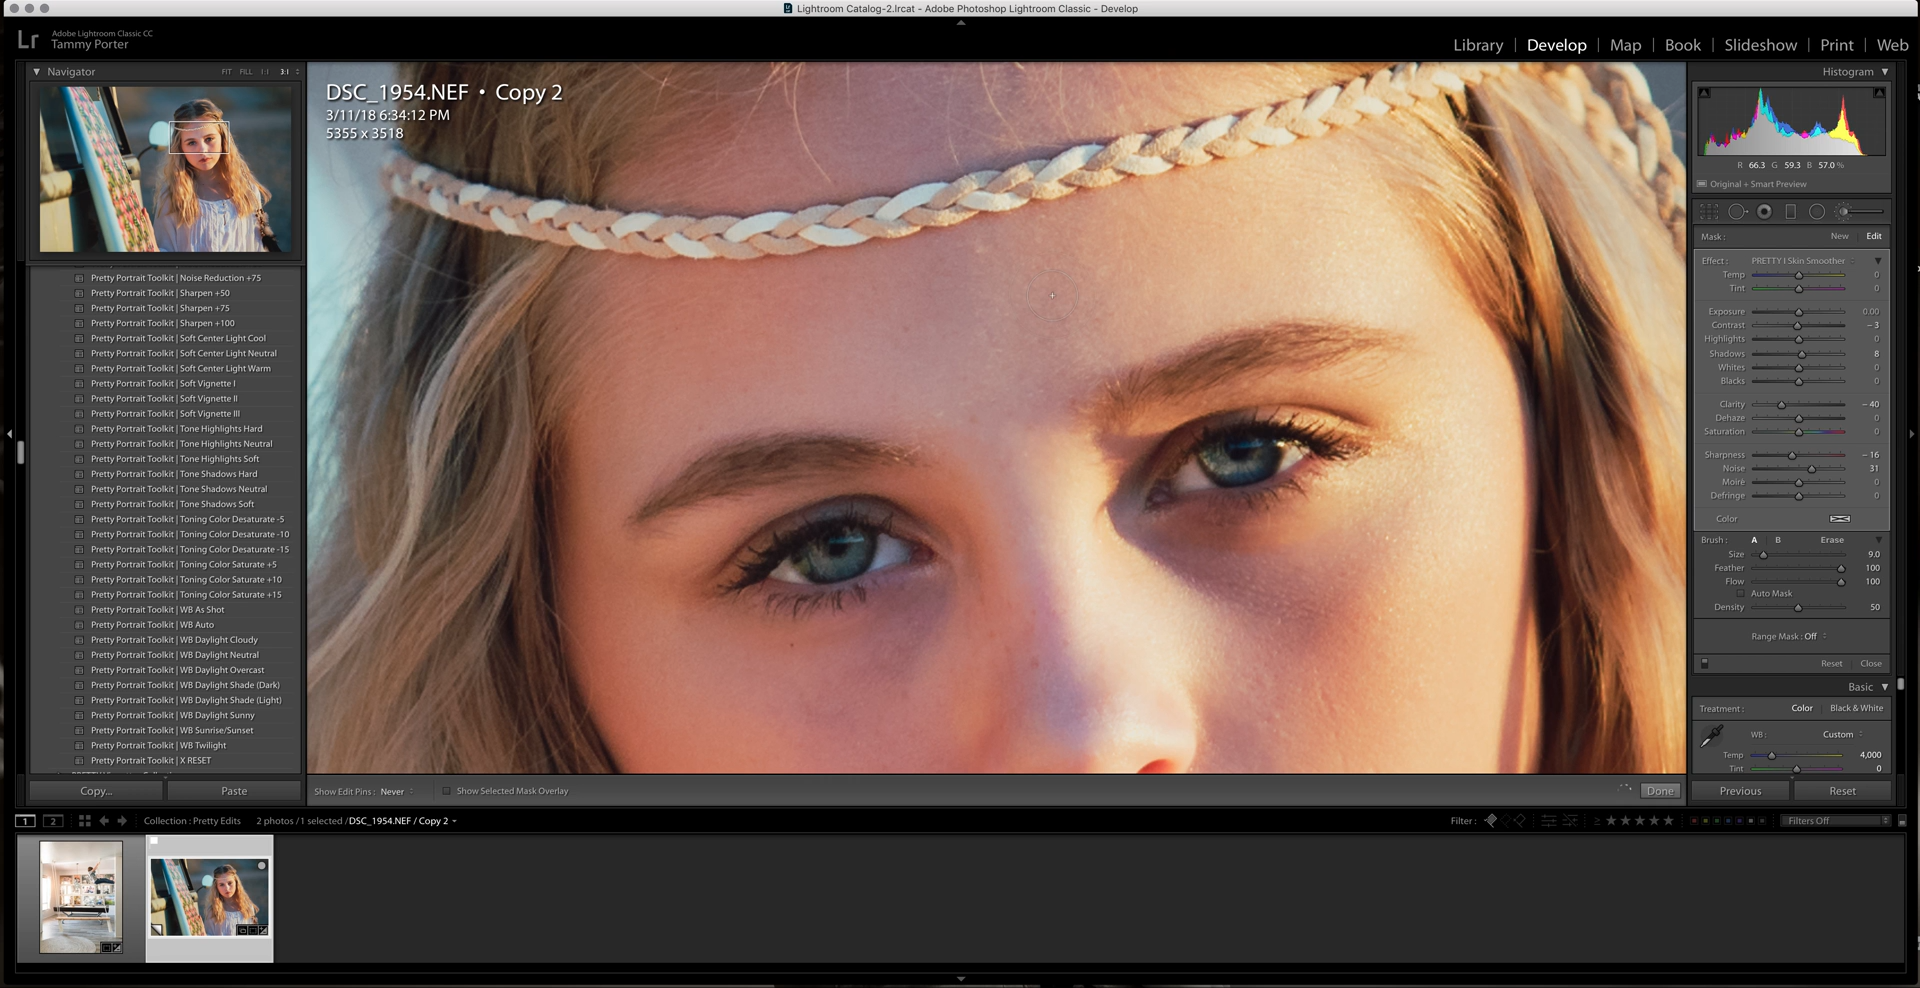 Lightroom Catalog-2.lrcat - Adobe Photoshop Lightroom Classic - Develop
Lr
Adobe Lightroom Classic CC
Tammy Porter
Library | Develop | Map | Book | Slideshow | Print | Web
Navigator
FIT FILL 1:1 3:1
Pretty Portrait Toolkit | Noise Reduction +75
Pretty Portrait Toolkit | Sharpen +50
Pretty Portrait Toolkit | Sharpen +75
Pretty Portrait Toolkit | Sharpen +100
Pretty Portrait Toolkit | Soft Center Light Cool
Pretty Portrait Toolkit | Soft Center Light Neutral
Pretty Portrait Toolkit | Soft Center Light Warm
Pretty Portrait Toolkit | Soft Vignette I
Pretty Portrait Toolkit | Soft Vignette II
Pretty Portrait Toolkit | Soft Vignette III
Pretty Portrait Toolkit | Tone Highlights Hard
Pretty Portrait Toolkit | Tone Highlights Neutral
Pretty Portrait Toolkit | Tone Highlights Soft
Pretty Portrait Toolkit | Tone Shadows Hard
Pretty Portrait Toolkit | Tone Shadows Neutral
Pretty Portrait Toolkit | Tone Shadows Soft
Pretty Portrait Toolkit | Toning Color Desaturate -5
Pretty Portrait Toolkit | Toning Color Desaturate -10
Pretty Portrait Toolkit | Toning Color Desaturate -15
Pretty Portrait Toolkit | Toning Color Saturate +5
Pretty Portrait Toolkit | Toning Color Saturate +10
Pretty Portrait Toolkit | Toning Color Saturate +15
Pretty Portrait Toolkit | WB As Shot
Pretty Portrait Toolkit | WB Auto
Pretty Portrait Toolkit | WB Daylight Cloudy
Pretty Portrait Toolkit | WB Daylight Neutral
Pretty Portrait Toolkit | WB Daylight Overcast
Pretty Portrait Toolkit | WB Daylight Shade (Dark)
Pretty Portrait Toolkit | WB Daylight Shade (Light)
Pretty Portrait Toolkit | WB Daylight Sunny
Pretty Portrait Toolkit | WB Sunrise/Sunset
Pretty Portrait Toolkit | WB Twilight
Pretty Portrait Toolkit | X RESET
Copy... Paste
DSC_1954.NEF • Copy 2
3/11/18 6:34:12 PM
5355 x 3518
Show Edit Pins : Never
Show Selected Mask Overlay
Done
Histogram
R 66.3 G 59.3 B 57.0 %
Original + Smart Preview
Mask : New Edit
Effect : PRETTY | Skin Smoother
Temp 0
Tint 0
Exposure 0.00
Contrast – 3
Highlights 0
Shadows 8
Whites 0
Blacks 0
Clarity – 40
Dehaze 0
Saturation 0
Sharpness – 16
Noise 31
Moiré 0
Defringe 0
Color
Brush : A | B Erase
Size 9.0
Feather 100
Flow 100
Auto Mask
Density 50
Range Mask : Off
Reset Close
Basic
Treatment : Color Black & White
WB : Custom
Temp 4,000
Tint 0
Previous Reset
1 2
Collection : Pretty Edits
2 photos / 1 selected / DSC_1954.NEF / Copy 2
Filter :
≥
Filters Off